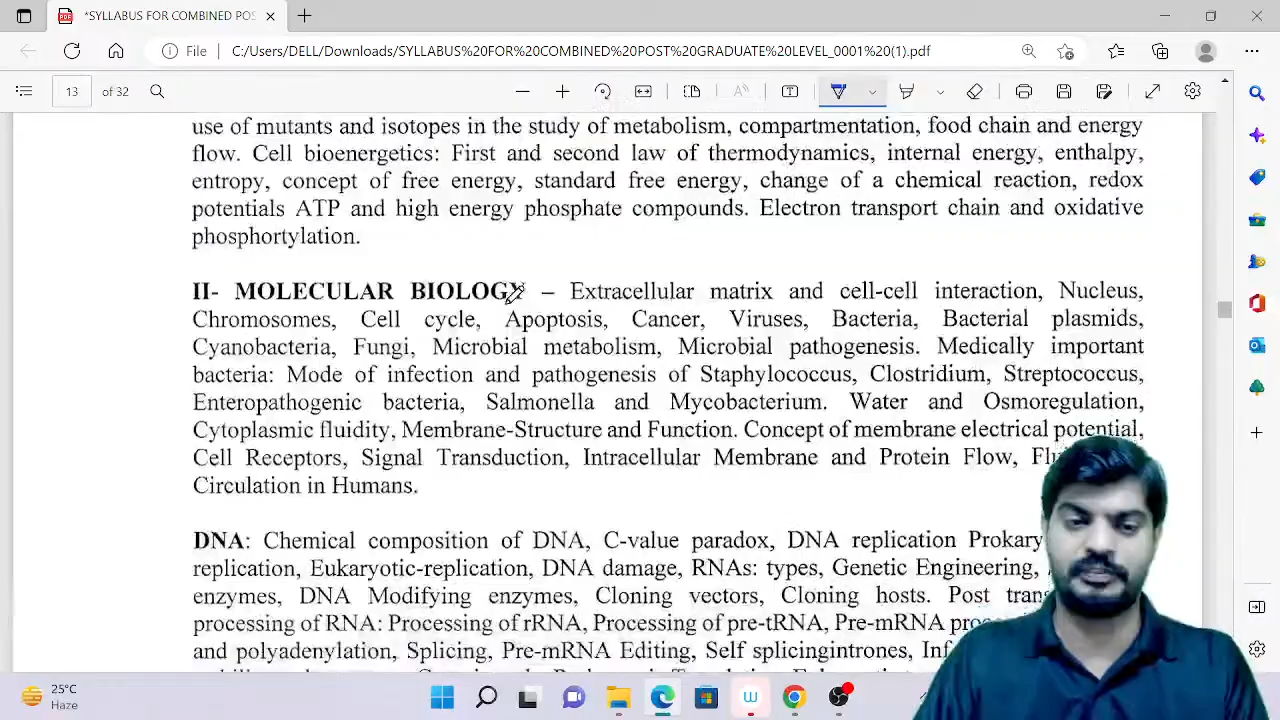 *SYLLABUS FOR COMBINED POS
File
C:/Users/DELL/Downloads/SYLLABUS%20FOR%20COMBINED%20POST%20GRADUATE%20LEVEL_0001%20(1).pdf
13 of 32
use of mutants and isotopes in the study of metabolism, compartmentation, food chain and energy
flow. Cell bioenergetics: First and second law of thermodynamics, internal energy, enthalpy,
entropy, concept of free energy, standard free energy, change of a chemical reaction, redox
potentials ATP and high energy phosphate compounds. Electron transport chain and oxidative
phosphortylation.
II- MOLECULAR BIOLOGY – Extracellular matrix and cell-cell interaction, Nucleus,
Chromosomes, Cell cycle, Apoptosis, Cancer, Viruses, Bacteria, Bacterial plasmids,
Cyanobacteria, Fungi, Microbial metabolism, Microbial pathogenesis. Medically important
bacteria: Mode of infection and pathogenesis of Staphylococcus, Clostridium, Streptococcus,
Enteropathogenic bacteria, Salmonella and Mycobacterium. Water and Osmoregulation,
Cytoplasmic fluidity, Membrane-Structure and Function. Concept of membrane electrical potential,
Cell Receptors, Signal Transduction, Intracellular Membrane and Protein Flow,
Circulation in Humans.
DNA: Chemical composition of DNA, C-value paradox, DNA replication Prokary
replication, Eukaryotic-replication, DNA damage, RNAs: types, Genetic Engineering,
enzymes, DNA Modifying enzymes, Cloning vectors, Cloning hosts. Post tran
processing of RNA: Processing of rRNA, Processing of pre-tRNA, Pre-mRNA
and polyadenylation, Splicing, Pre-mRNA Editing, Self splicingintrones,
25°C
Haze